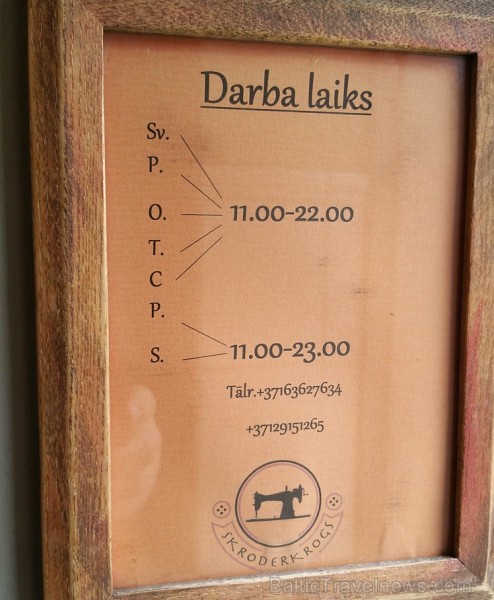 Darba laiks
Sv.
P.
O. 11.00-22.00
T.
C
P.
S. 11.00-23.00
Tālr.+37163627634
+37129151265
SKRODERKROGS
BalticTravelnews.com